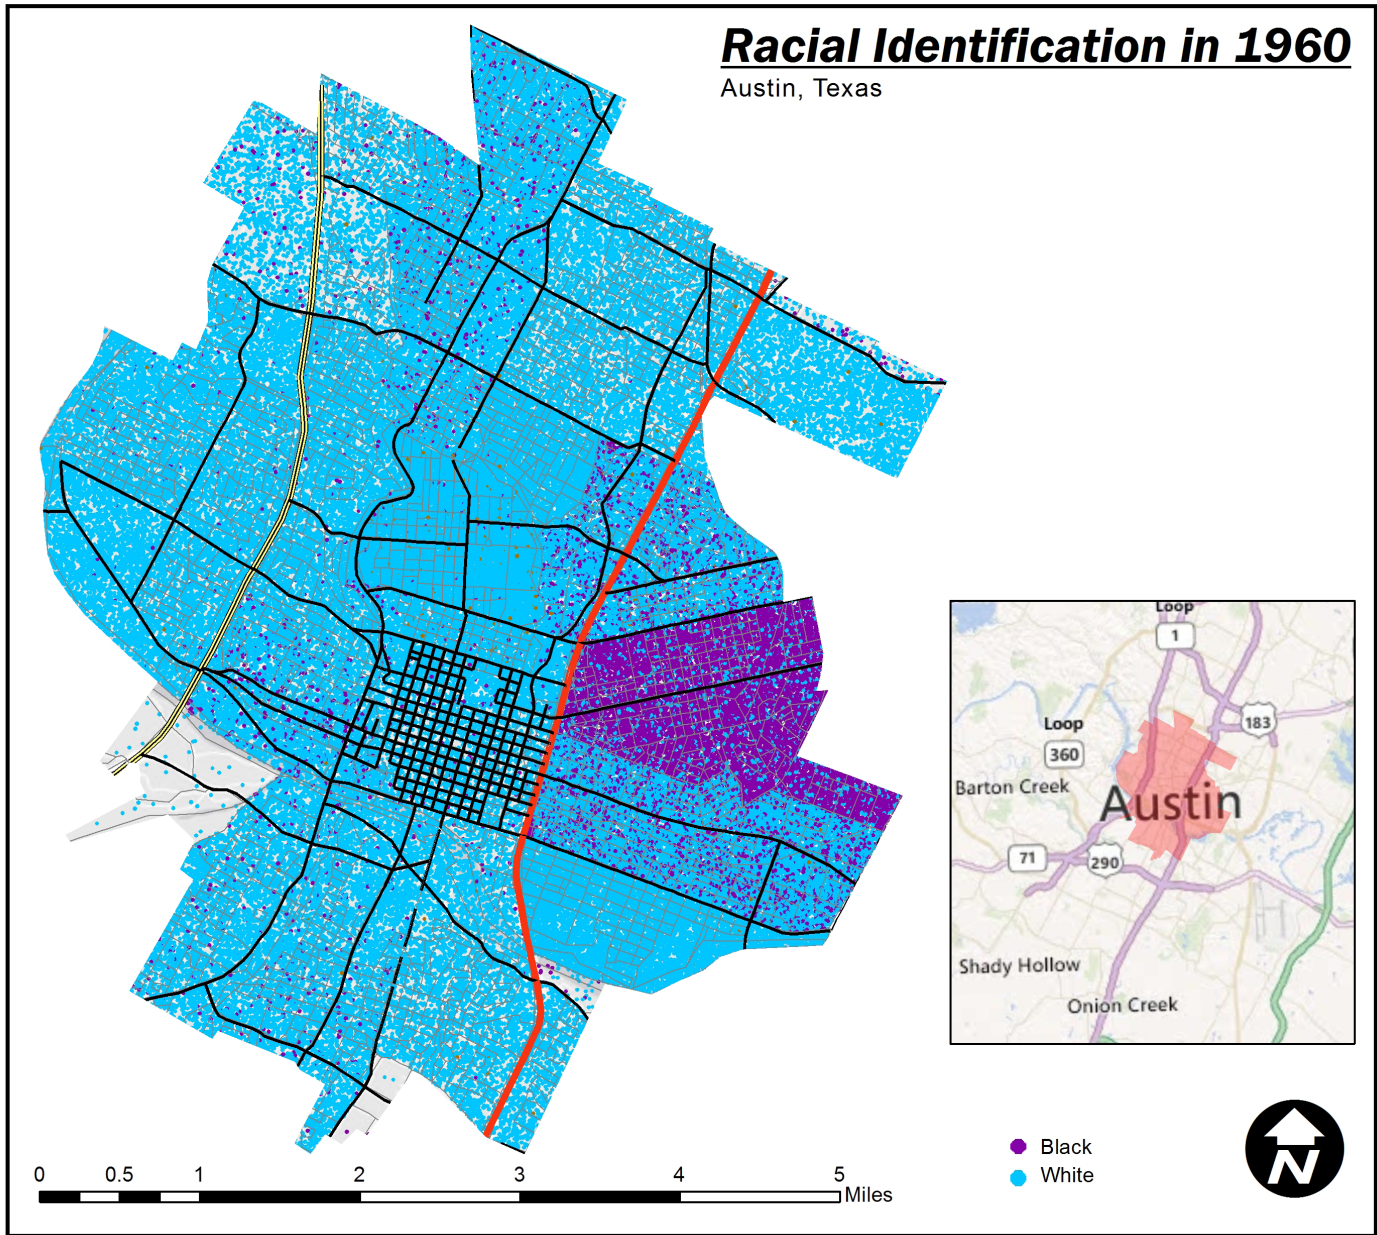 Racial Identification in 1960
Austin, Texas
Loop
1
183
Loop
360
Barton Creek
Austin
71
290
Shady Hollow
Onion Creek
Black
White
N
0 0.5 1 2 3 4 5
Miles